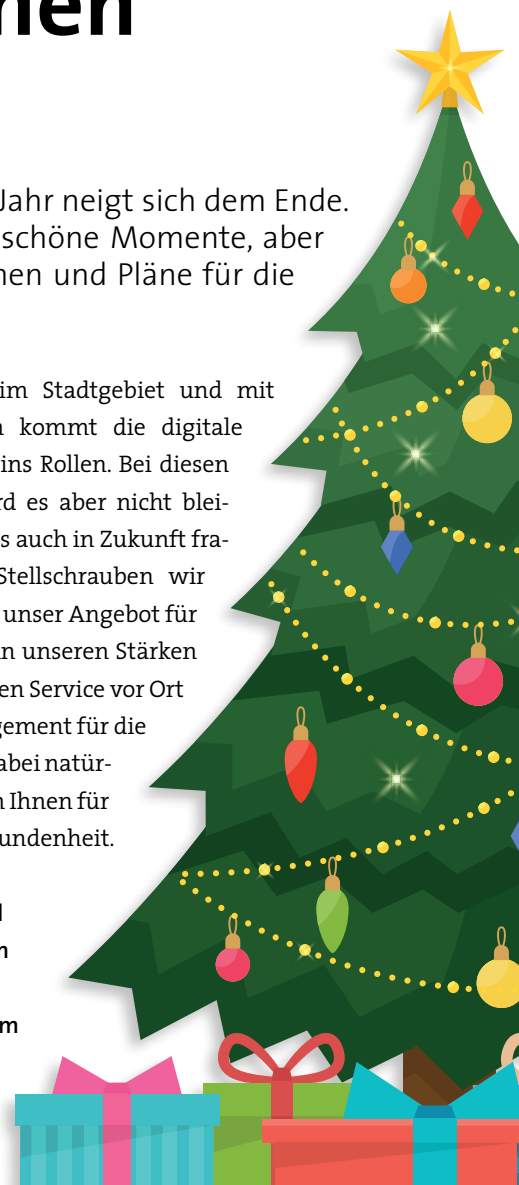 nen
Jahr neigt sich dem Ende.
schöne Momente, aber
nen und Pläne für die
im Stadtgebiet und mit
n kommt die digitale
ins Rollen. Bei diesen
rd es aber nicht blei-
s auch in Zukunft fra-
Stellschrauben wir
unser Angebot für
an unseren Stärken
en Service vor Ort
gement für die
abei natür-
n Ihnen für
undenheit.
l
n
m